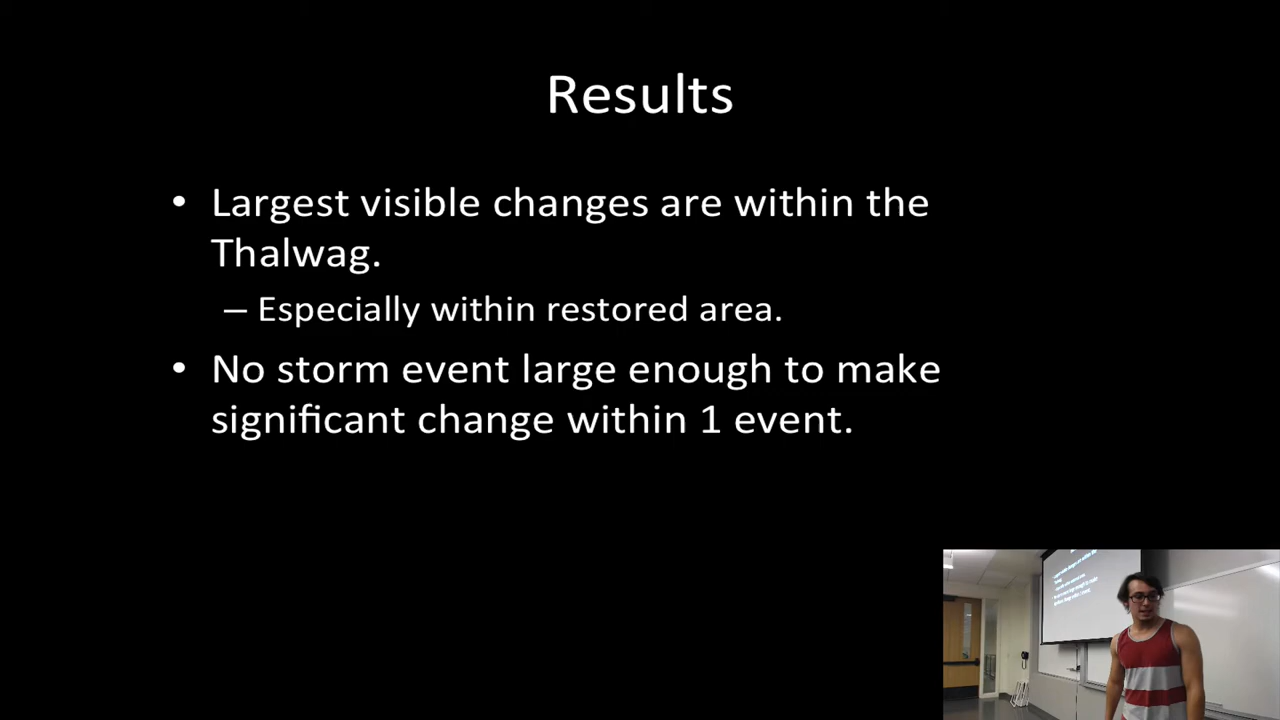 Results
• Largest visible changes are within the
Thalwag.
– Especially within restored area.
• No storm event large enough to make
significant change within 1 event.